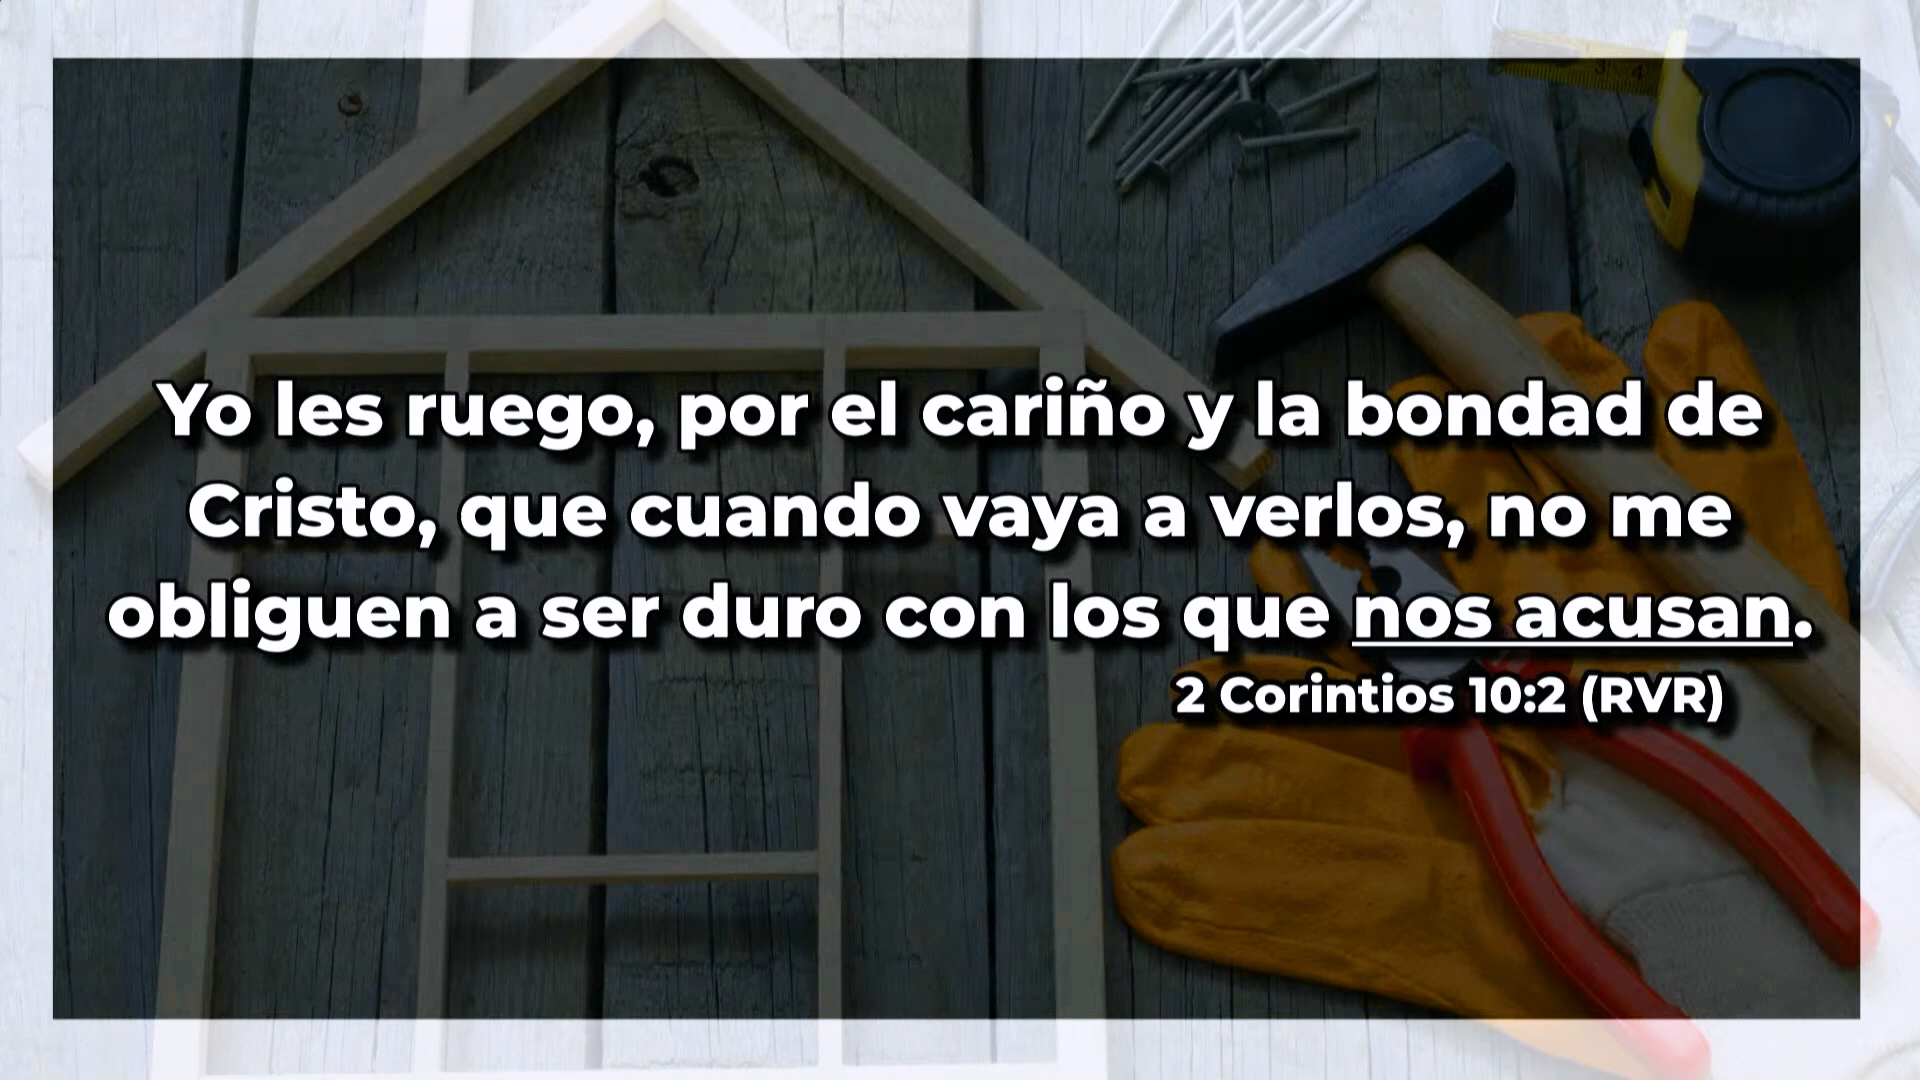 Yo les ruego, por el cariño y la bondad de
Cristo, que cuando vaya a verlos, no me
obliguen a ser duro con los que nos acusan.
2 Corintios 10:2 (RVR)